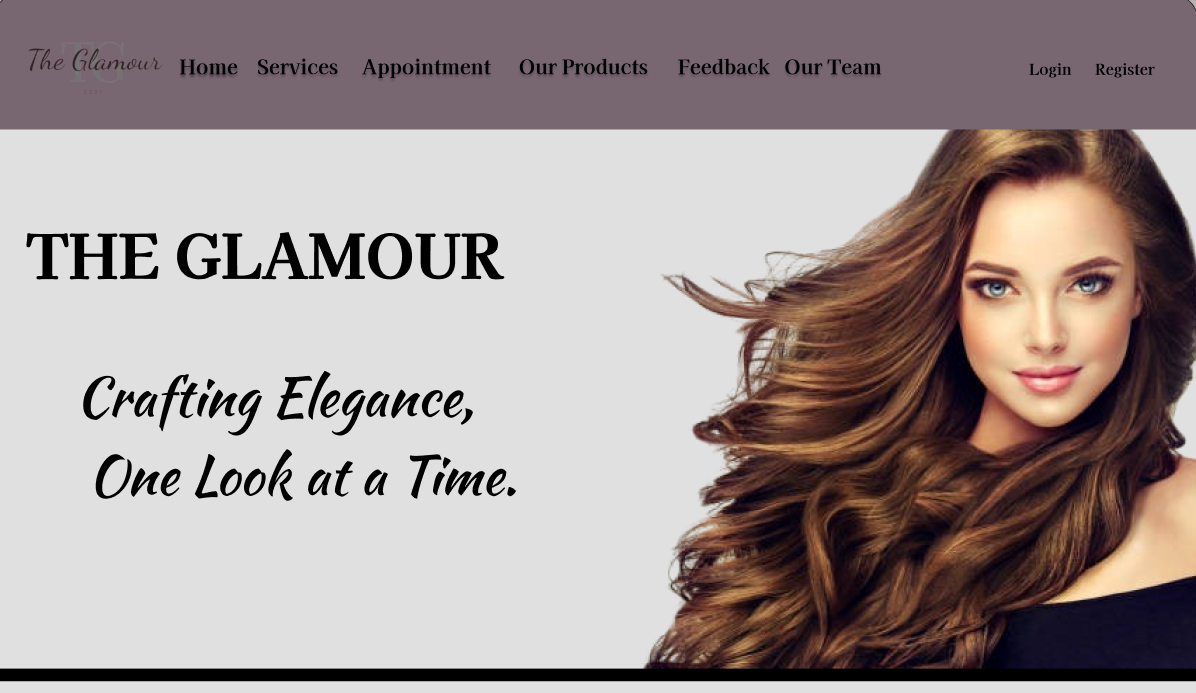 The Glamour
TG
Home Services Appointment Our Products Feedback Our Team Login Register
THE GLAMOUR
Crafting Elegance,
One Look at a Time.